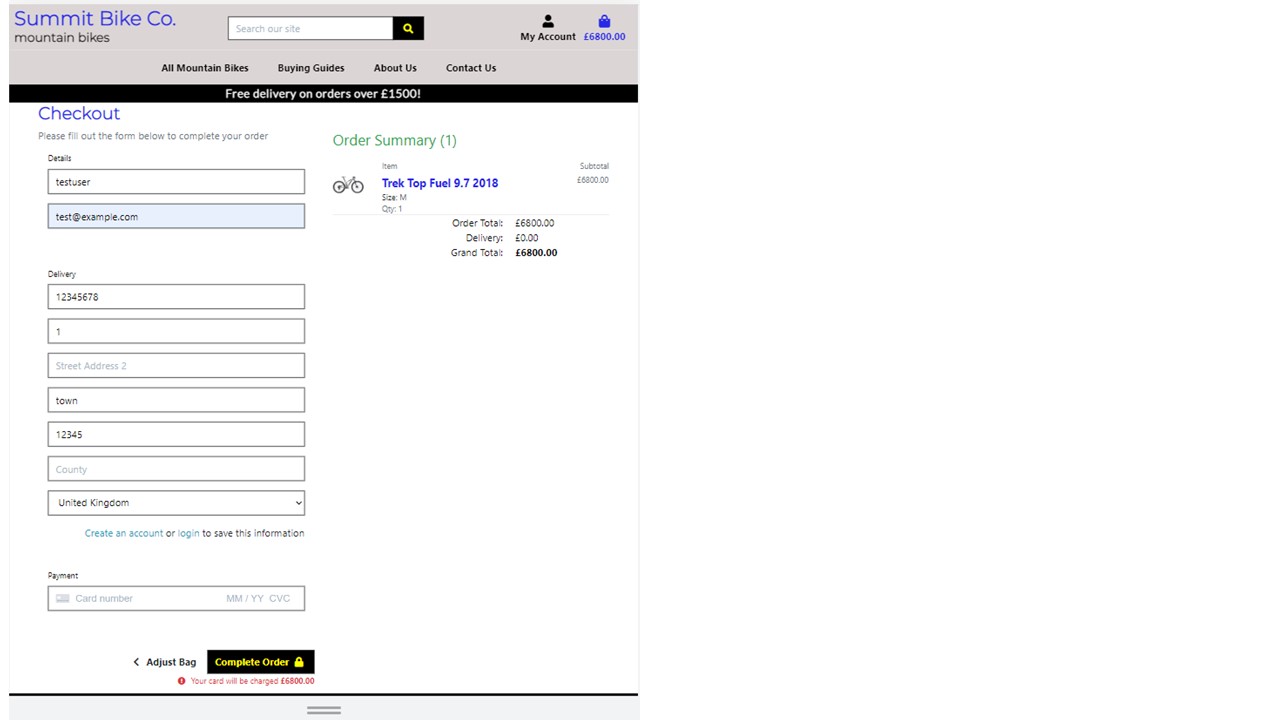 Summit Bike Co.
mountain bikes
Search our site
My Account £6800.00
All Mountain Bikes Buying Guides About Us Contact Us
Free delivery on orders over £1500!
Checkout
Please fill out the form below to complete your order
Details
testuser
test@example.com
Delivery
12345678
1
Street Address 2
town
12345
County
United Kingdom
Create an account or login to save this information
Payment
Card number MM / YY CVC
Adjust Bag Complete Order
Your card will be charged £6800.00
Order Summary (1)
Item Subtotal
Trek Top Fuel 9.7 2018 £6800.00
Size: M
Qty: 1
Order Total: £6800.00
Delivery: £0.00
Grand Total: £6800.00